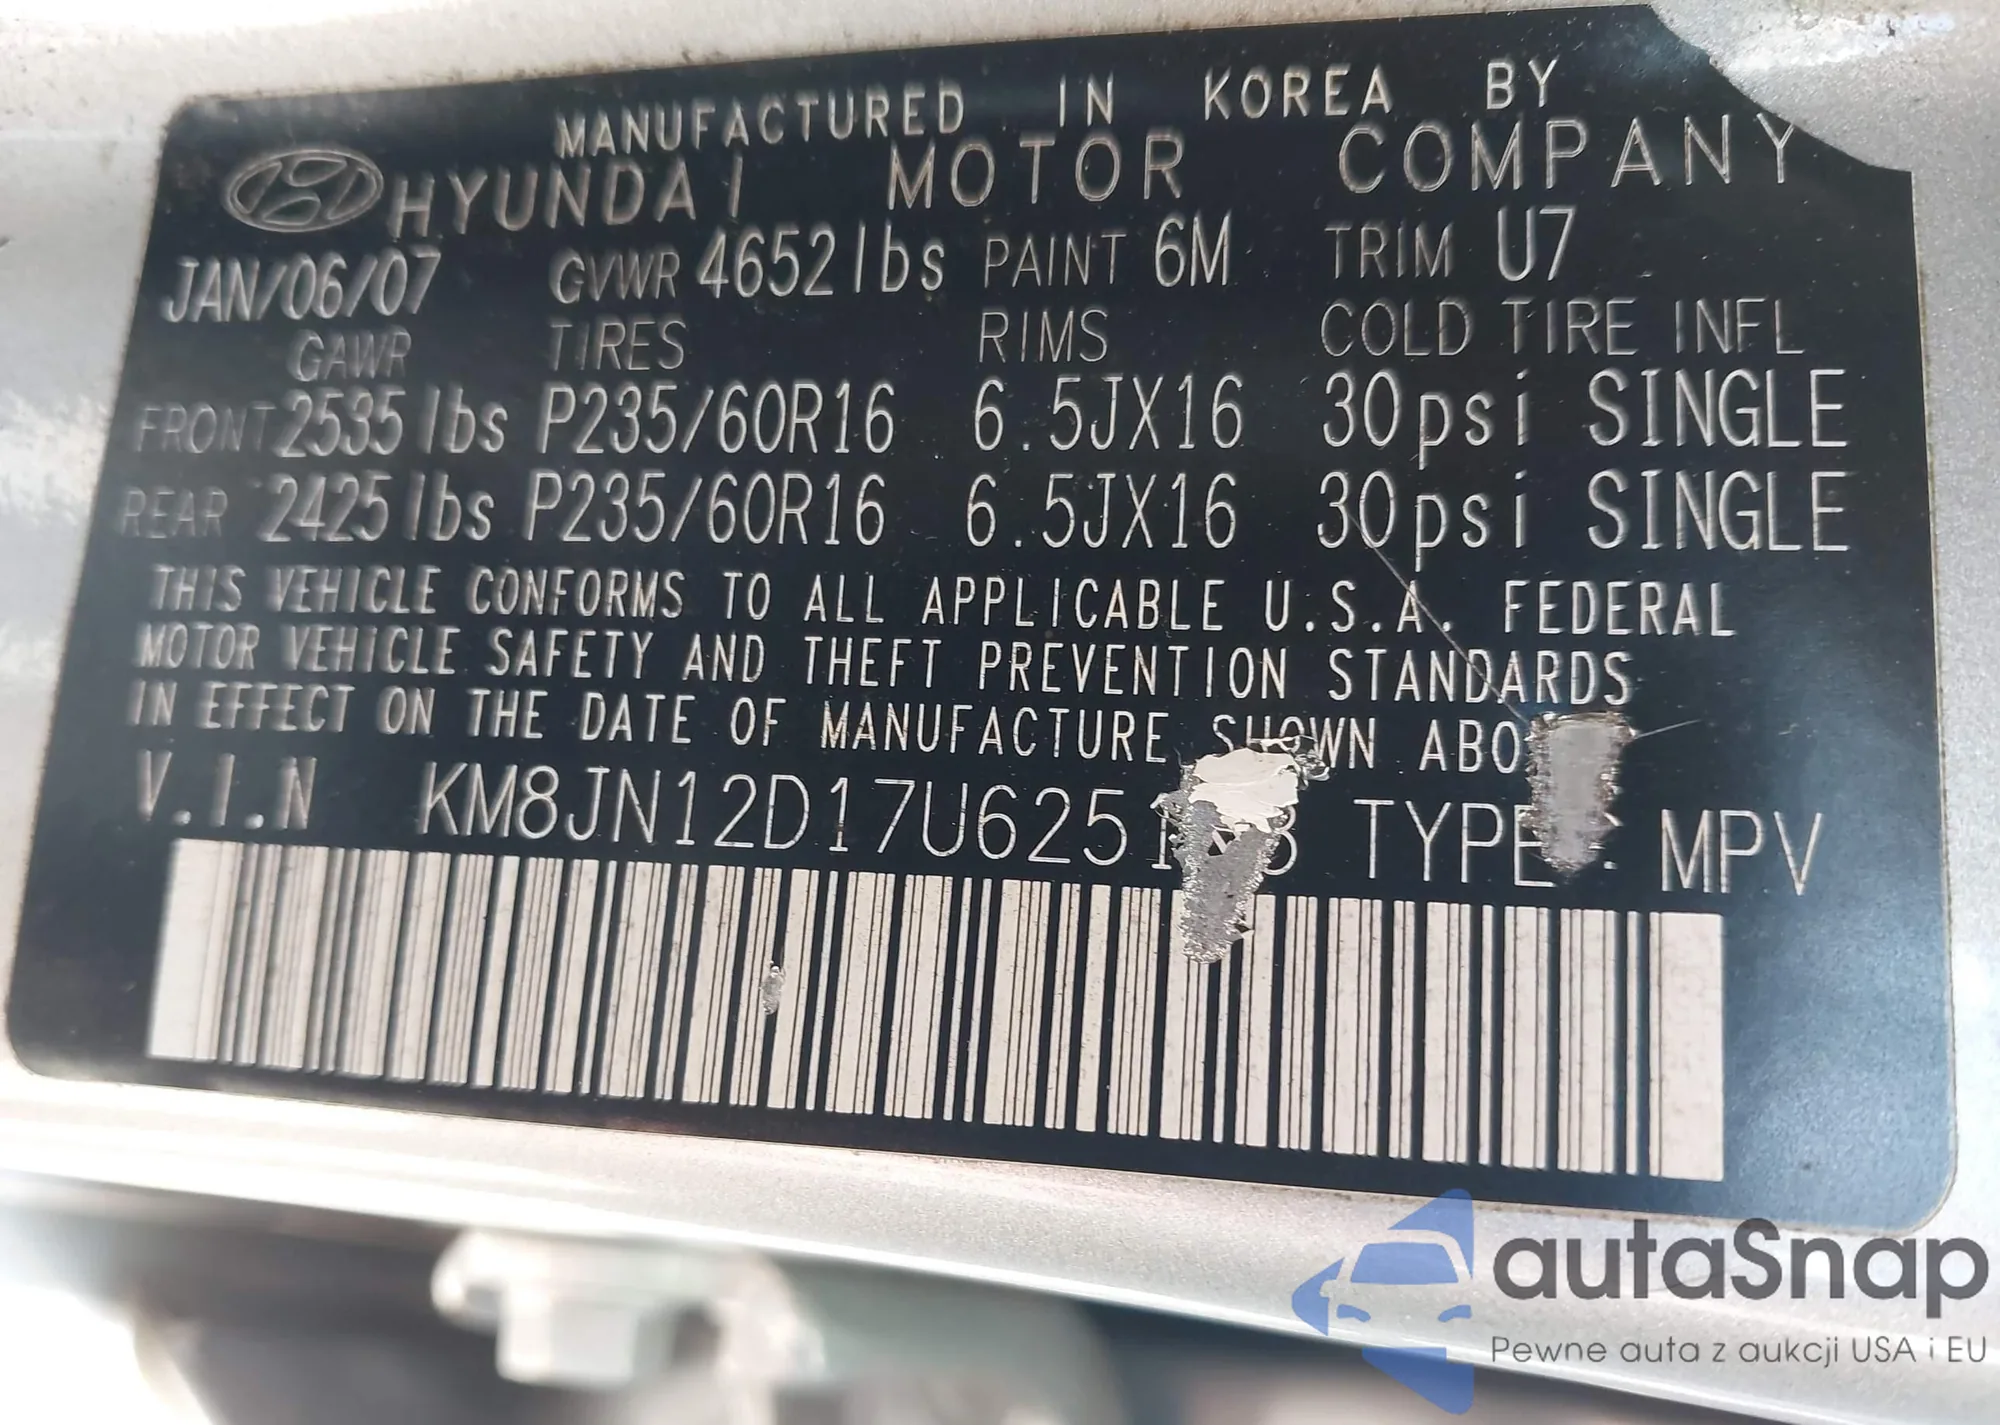 MANUFACTURED IN KOREA BY
HYUNDAI MOTOR COMPANY
JAN/06/07 GVWR 4652lbs PAINT 6M TRIM U7
GAWR TIRES RIMS COLD TIRE INFL
FRONT 2535lbs P235/60R16 6.5JX16 30psi SINGLE
REAR 2425lbs P235/60R16 6.5JX16 30psi SINGLE
THIS VEHICLE CONFORMS TO ALL APPLICABLE U.S.A. FEDERAL
MOTOR VEHICLE SAFETY AND THEFT PREVENTION STANDARDS
IN EFFECT ON THE DATE OF MANUFACTURE SHOWN
V.I.N TYPE : MPV
autaSnap
Pewne auta z aukcji USA i EU